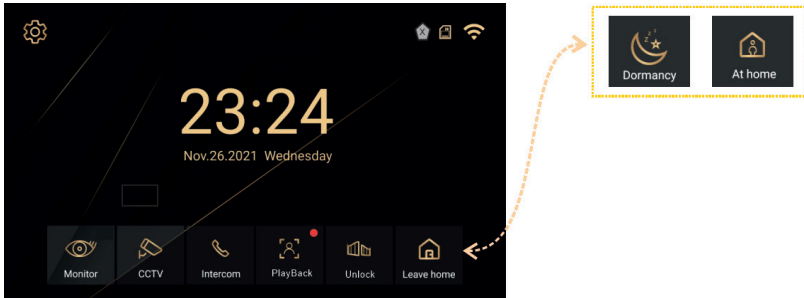 23:24
Nov.26.2021 Wednesday
Monitor CCTV Intercom PlayBack Unlock Leave home
Dormancy At home